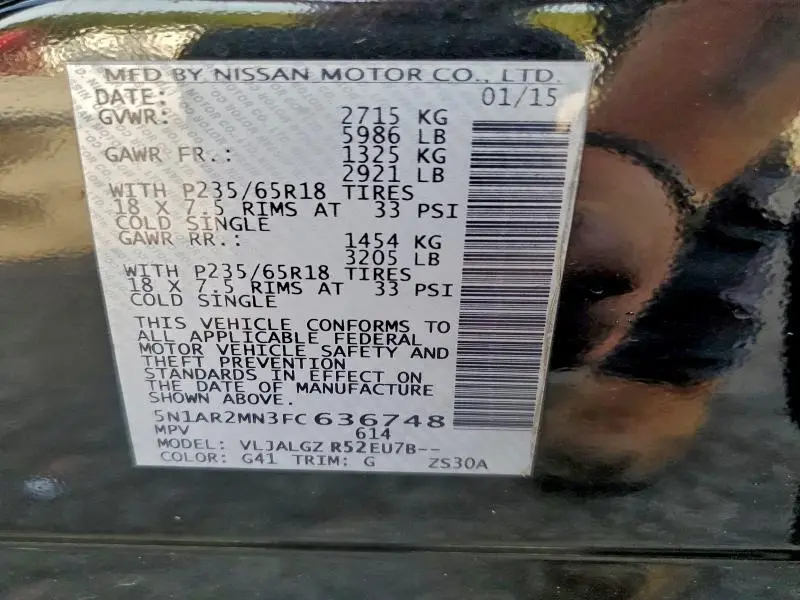 MFD BY NISSAN MOTOR CO., LTD.
DATE: 01/15
GVWR: 2715 KG
5986 LB
GAWR FR.: 1325 KG
2921 LB
WITH P235/65R18 TIRES
18 X 7.5 RIMS AT 33 PSI
COLD SINGLE
GAWR RR.: 1454 KG
3205 LB
WITH P235/65R18 TIRES
18 X 7.5 RIMS AT 33 PSI
COLD SINGLE
THIS VEHICLE CONFORMS TO
ALL APPLICABLE FEDERAL
MOTOR VEHICLE SAFETY AND
THEFT PREVENTION
STANDARDS IN EFFECT ON
THE DATE OF MANUFACTURE
SHOWN ABOVE.
5N1AR2MN3FC636748
MPV 614
MODEL: VLJALGZ R52EU7B--
COLOR: G41 TRIM: G ZS30A